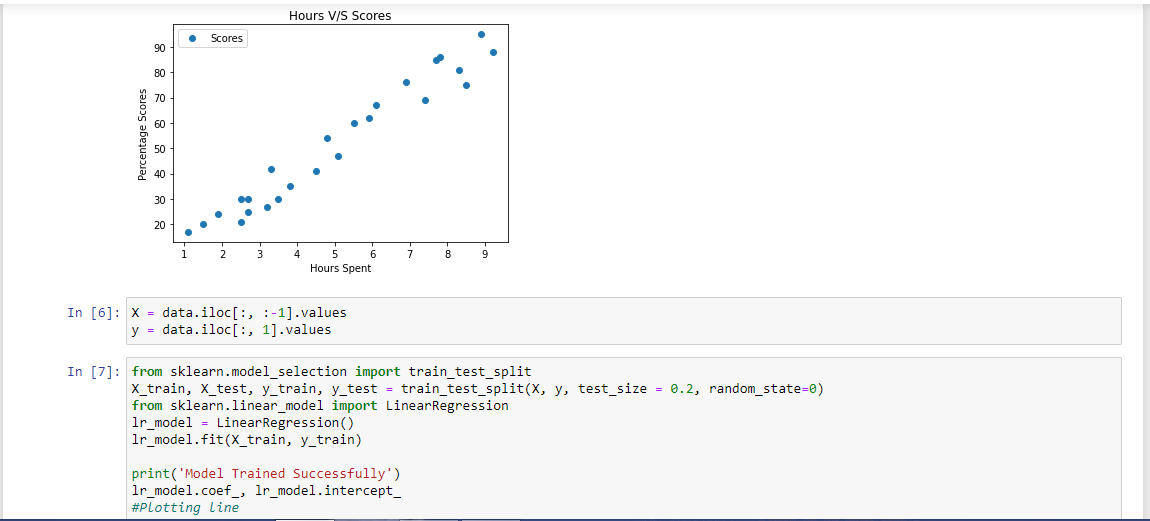 Hours V/S Scores
Scores
90
80
70
60
50
40
30
20
Percentage Scores
1 2 3 4 5 6 7 8 9
Hours Spent
In [6]: X = data.iloc[:, :-1].values
y = data.iloc[:, 1].values
In [7]: from sklearn.model_selection import train_test_split
X_train, X_test, y_train, y_test = train_test_split(X, y, test_size = 0.2, random_state=0)
from sklearn.linear_model import LinearRegression
lr_model = LinearRegression()
lr_model.fit(X_train, y_train)
print('Model Trained Successfully')
lr_model.coef_, lr_model.intercept_
#Plotting line